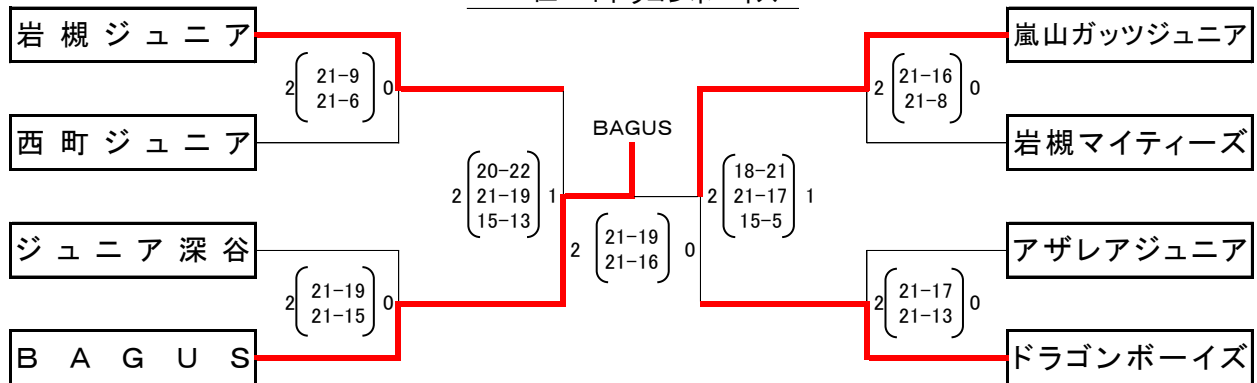 岩槻ジュニア
2 21-9 0
21-6
西町ジュニア
ジュニア深谷
2 21-19 0
21-15
BAGUS
20-22
2 21-19 1
15-13
BAGUS
2 21-19 0
21-16
18-21
2 21-17 1
15-5
嵐山ガッツジュニア
2 21-16 0
21-8
岩槻マイティーズ
アザレアジュニア
2 21-17 0
21-13
ドラゴンボーイズ